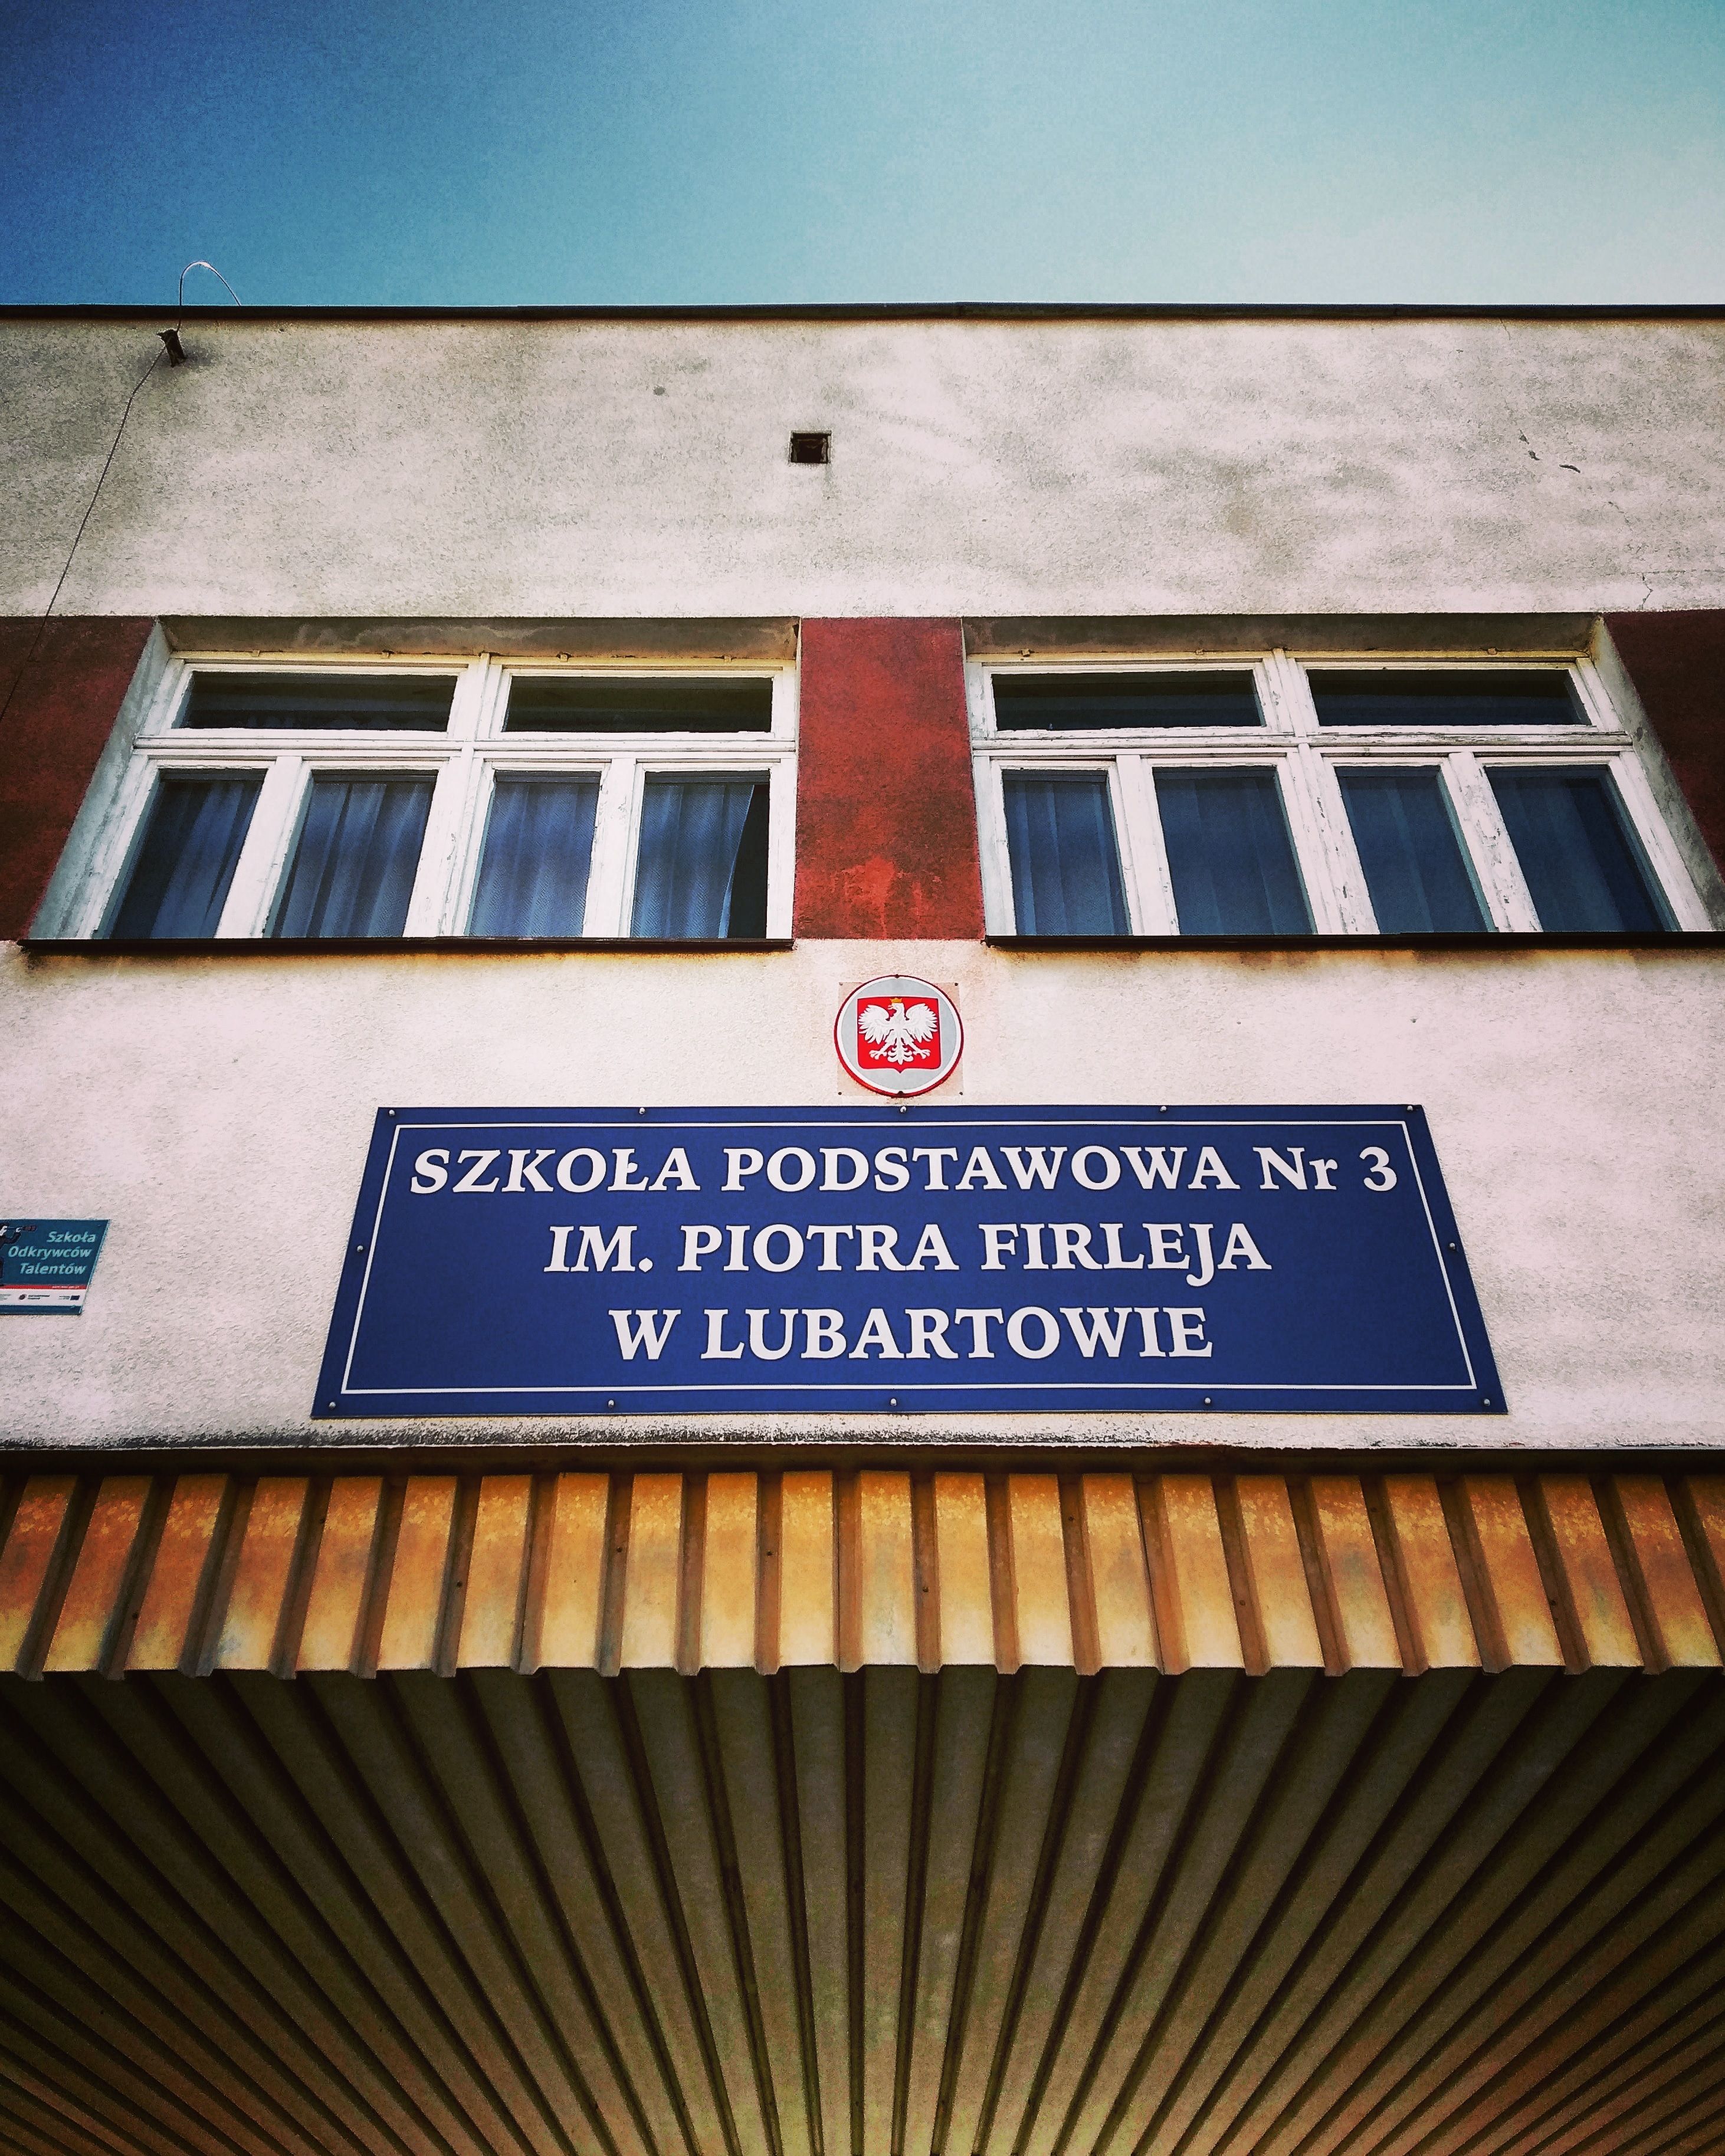 SZKOŁA PODSTAWOWA Nr 3
IM. PIOTRA FIRLEJA
W LUBARTOWIE
Szkoła
Odkrywców
Talentów